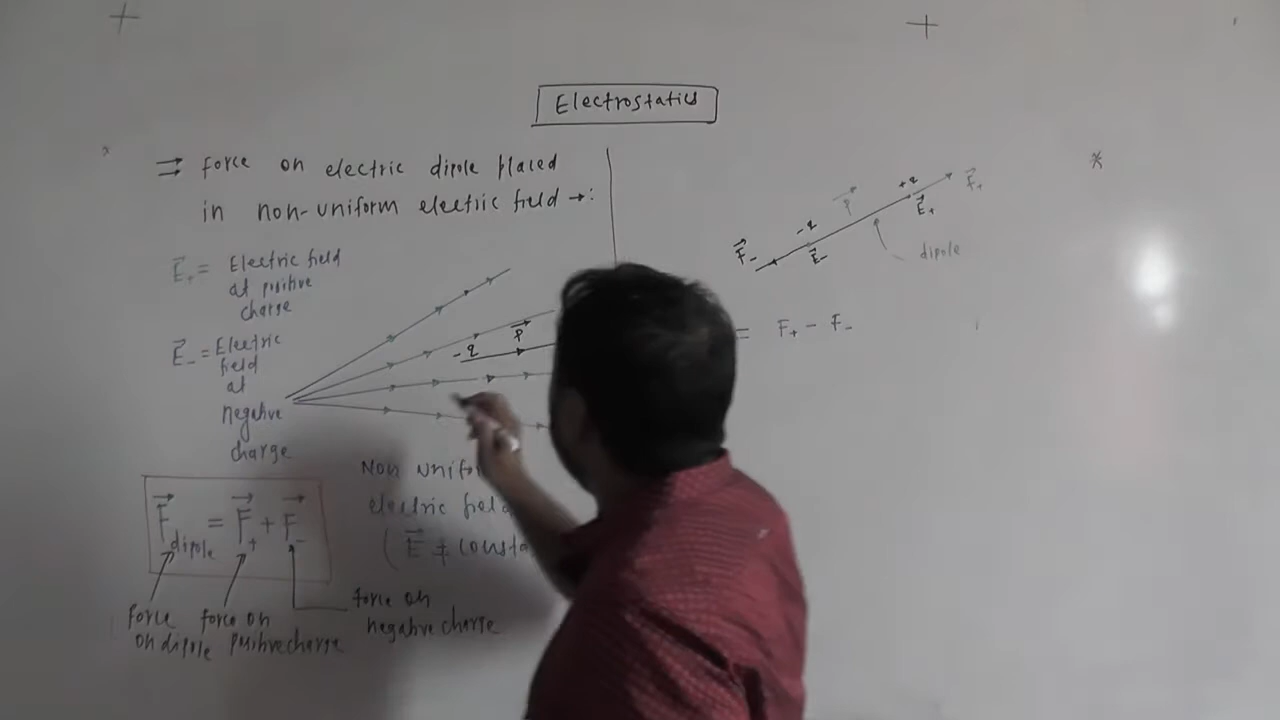 Electrostatics
⇒ force on electric dipole placed
in non-uniform electric field →:
E⃗₊ = Electric field
at positive
charge
E⃗₋ = Electric
field
at
negative
charge
-q P⃗
Non unifo
electric field
( E⃗ ≠ consta
F⃗dipole = F⃗₊ + F⃗₋
force
on dipole
force on
positive charge
force on
negative charge
F⃗₋ -q E⃗₋ P⃗ +q E⃗₊ F⃗₊
dipole
= F₊ - F₋